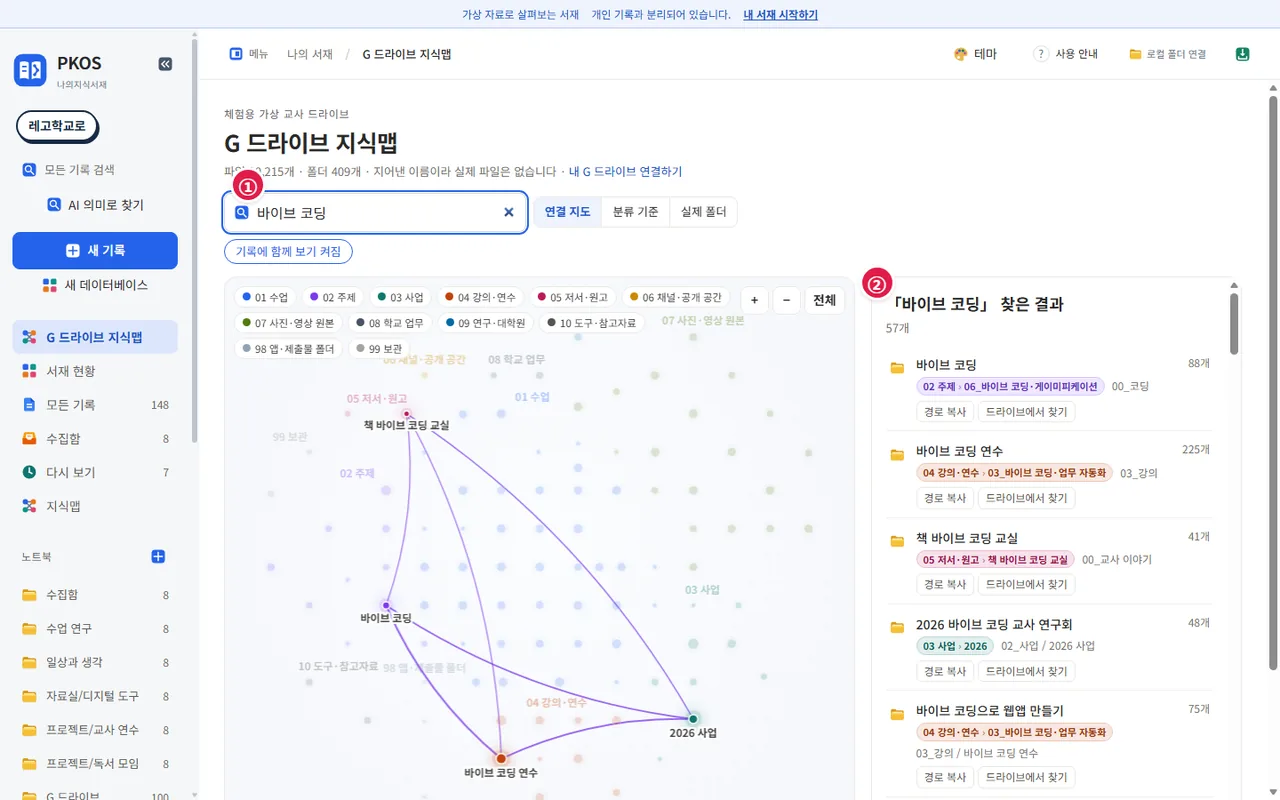 가상 자료로 살펴보는 서재 개인 기록과 분리되어 있습니다. 내 서재 시작하기
PKOS
나의지식서재
레고학교로
모든 기록 검색
AI 의미로 찾기
새 기록
새 데이터베이스
G 드라이브 지식맵
서재 현황
모든 기록 148
수집함 8
다시 보기 7
지식맵
노트북
수집함 8
수업 연구 8
일상과 생각 8
자료실/디지털 도구 8
프로젝트/교사 연수 8
프로젝트/독서 모임 8
G 드라이브 100
메뉴 나의 서재 / G 드라이브 지식맵
테마 ? 사용 안내 로컬 폴더 연결
체험용 가상 교사 드라이브
G 드라이브 지식맵
215개 · 폴더 409개 · 지어낸 이름이라 실제 파일은 없습니다 · 내 G 드라이브 연결하기
①
바이브 코딩
연결 지도 분류 기준 실제 폴더
기록에 함께 보기 켜짐
01 수업 02 주제 03 사업 04 강의·연수 05 저서·원고 06 채널·공개 공간
+ − 전체
07 사진·영상 원본 08 학교 업무 09 연구·대학원 10 도구·참고자료
07 사진·영상 원본
98 앱·제출물 폴더 99 보관
06 채널·공개 공간 08 학교 업무
05 저서·원고 01 수업
책 바이브 코딩 교실
99 보관
02 주제
03 사업
바이브 코딩
10 도구·참고자료 98 앱·제출물 폴더
04 강의·연수
2026 사업
바이브 코딩 연수
②
「바이브 코딩」 찾은 결과
57개
바이브 코딩 88개
02 주제 › 06_바이브 코딩·게이미피케이션 00_코딩
경로 복사 드라이브에서 찾기
바이브 코딩 연수 225개
04 강의·연수 › 03_바이브 코딩·업무 자동화 03_강의
경로 복사 드라이브에서 찾기
책 바이브 코딩 교실 41개
05 저서·원고 › 책 바이브 코딩 교실 00_교사 이야기
경로 복사 드라이브에서 찾기
2026 바이브 코딩 교사 연구회 48개
03 사업 › 2026 02_사업 / 2026 사업
경로 복사 드라이브에서 찾기
바이브 코딩으로 웹앱 만들기 75개
04 강의·연수 › 03_바이브 코딩·업무 자동화
03_강의 / 바이브 코딩 연수
경로 복사 드라이브에서 찾기